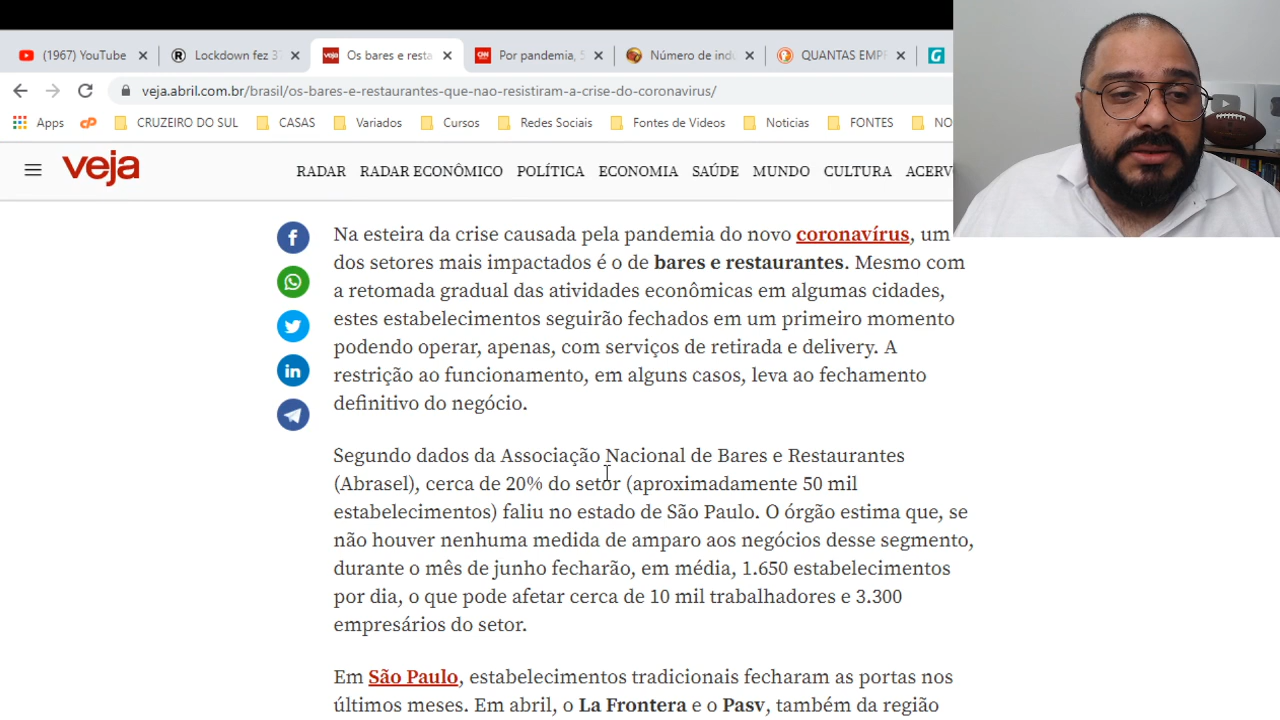 (1967) YouTube
Lockdown fez 3
Os bares e resta
Por pandemia, 5
Número de indú
QUANTAS EMPR
veja.abril.com.br/brasil/os-bares-e-restaurantes-que-nao-resistiram-a-crise-do-coronavirus/
Apps
CRUZEIRO DO SUL
CASAS
Variados
Cursos
Redes Sociais
Fontes de Videos
Noticias
FONTES
NO
veja
RADAR RADAR ECONÔMICO POLÍTICA ECONOMIA SAÚDE MUNDO CULTURA ACERV
Na esteira da crise causada pela pandemia do novo coronavírus, um
dos setores mais impactados é o de bares e restaurantes. Mesmo com
a retomada gradual das atividades econômicas em algumas cidades,
estes estabelecimentos seguirão fechados em um primeiro momento
podendo operar, apenas, com serviços de retirada e delivery. A
restrição ao funcionamento, em alguns casos, leva ao fechamento
definitivo do negócio.
Segundo dados da Associação Nacional de Bares e Restaurantes
(Abrasel), cerca de 20% do setor (aproximadamente 50 mil
estabelecimentos) faliu no estado de São Paulo. O órgão estima que, se
não houver nenhuma medida de amparo aos negócios desse segmento,
durante o mês de junho fecharão, em média, 1.650 estabelecimentos
por dia, o que pode afetar cerca de 10 mil trabalhadores e 3.300
empresários do setor.
Em São Paulo, estabelecimentos tradicionais fecharam as portas nos
últimos meses. Em abril, o La Frontera e o Pasv, também da região